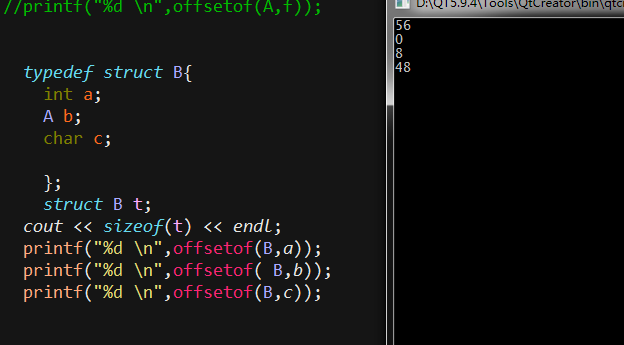 //printf("%d \n",offsetof(A,f));
typedef struct B{
int a;
A b;
char c;
};
struct B t;
cout << sizeof(t) << endl;
printf("%d \n",offsetof(B,a));
printf("%d \n",offsetof( B,b));
printf("%d \n",offsetof(B,c));
D:\QT5.9.4\Tools\QtCreator\bin\qtc
56
0
8
48